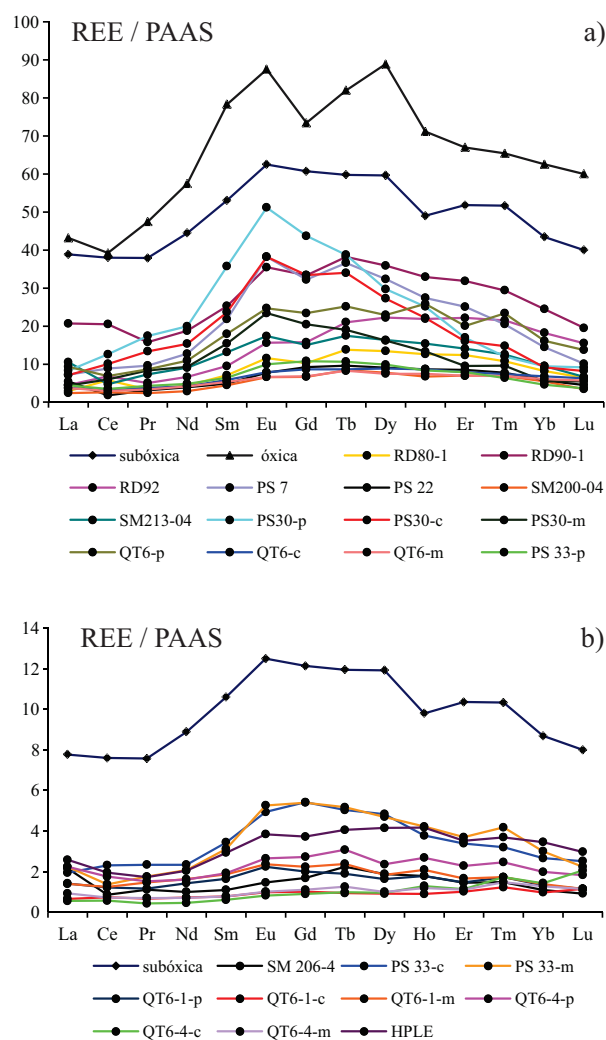 REE / PAAS
a)
100
90
80
70
60
50
40
30
20
10
0
La Ce Pr Nd Sm Eu Gd Tb Dy Ho Er Tm Yb Lu
subóxica óxica RD80-1 RD90-1
RD92 PS 7 PS 22 SM200-04
SM213-04 PS30-p PS30-c PS30-m
QT6-p QT6-c QT6-m PS 33-p
REE / PAAS
b)
14
12
10
8
6
4
2
0
La Ce Pr Nd Sm Eu Gd Tb Dy Ho Er Tm Yb Lu
subóxica SM 206-4 PS 33-c PS 33-m
QT6-1-p QT6-1-c QT6-1-m QT6-4-p
QT6-4-c QT6-4-m HPLE